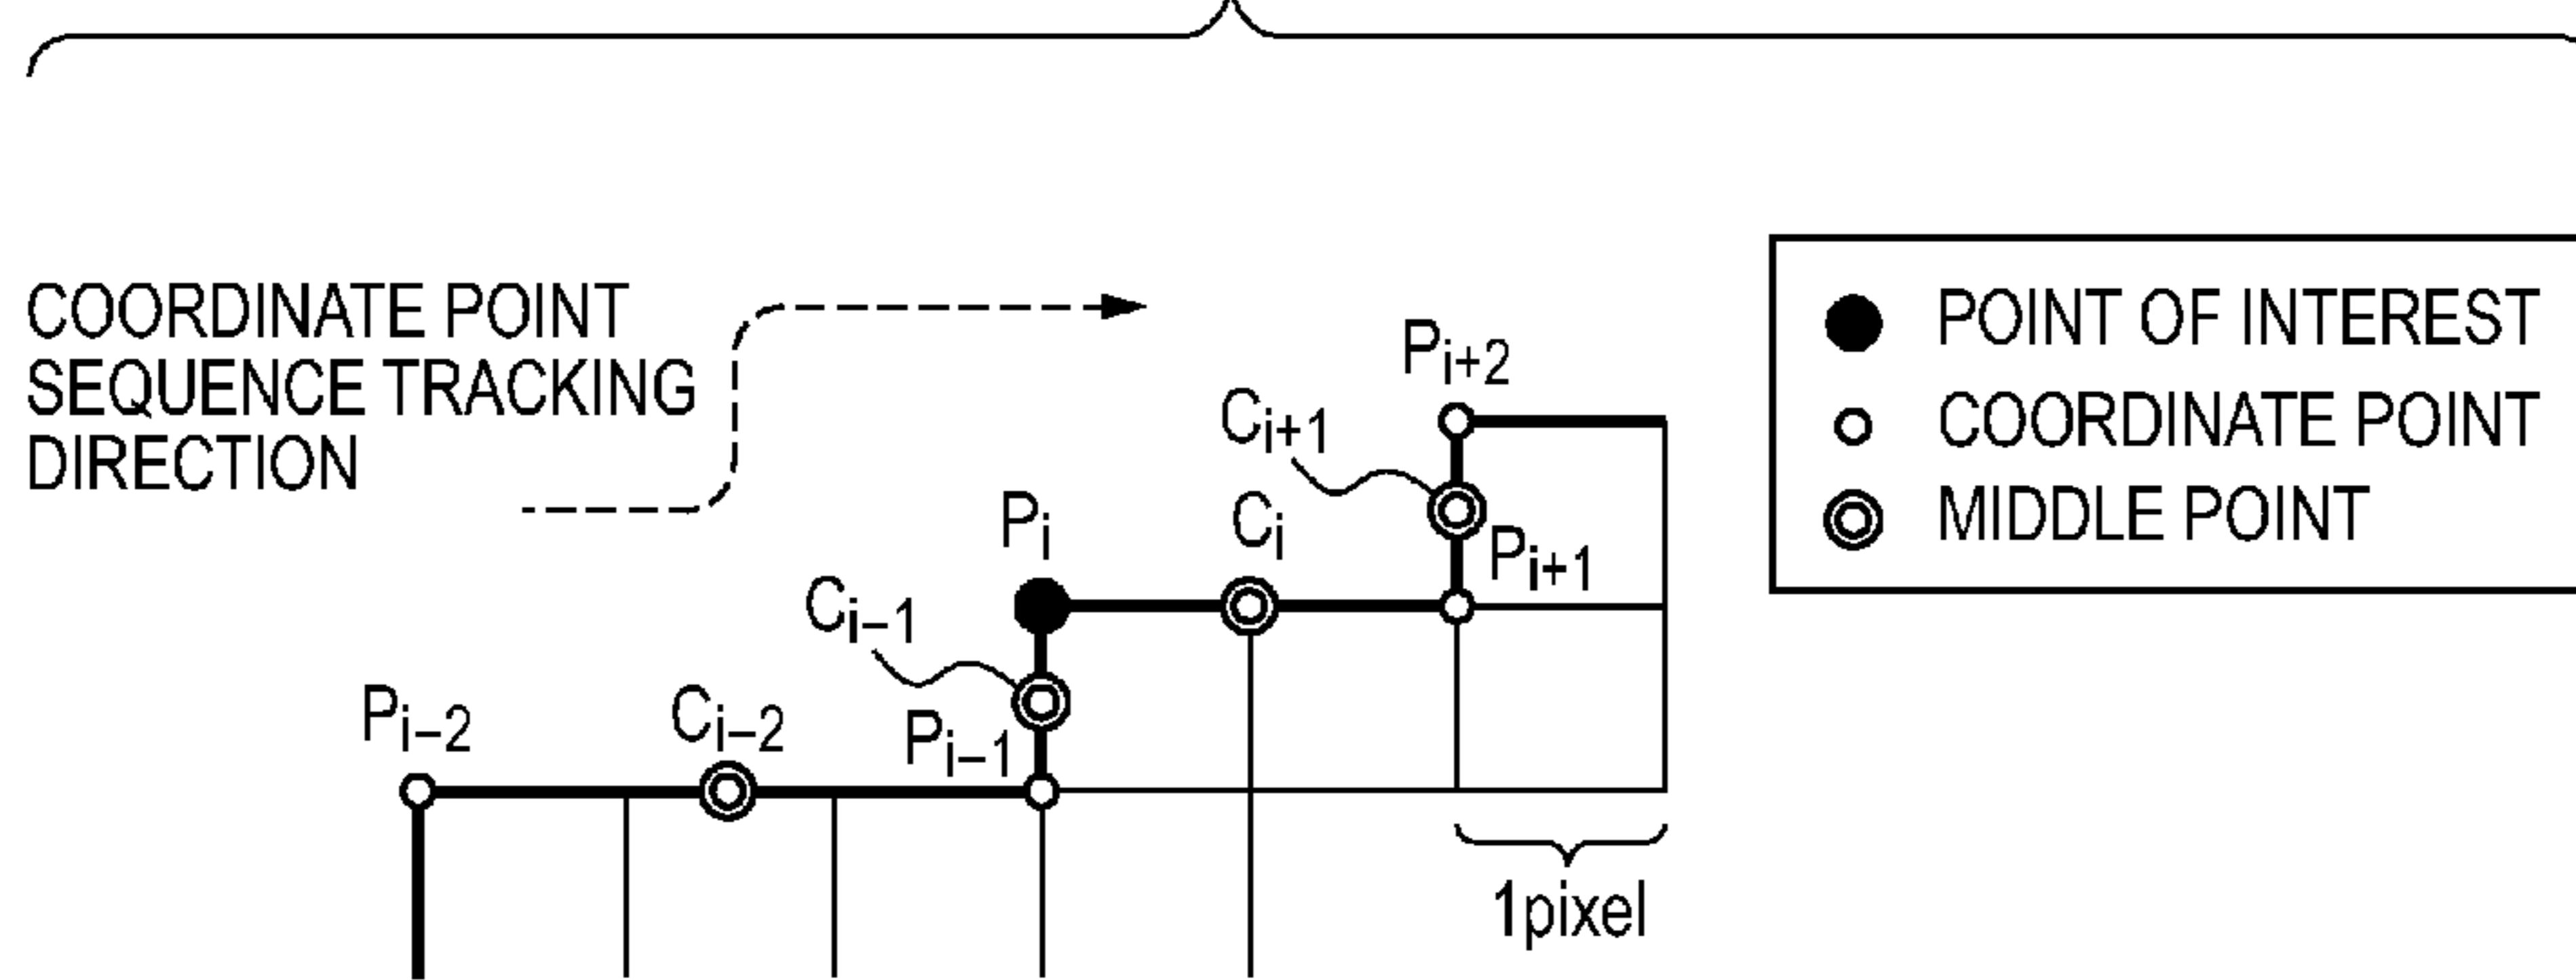 COORDINATE POINT
SEQUENCE TRACKING
DIRECTION
POINT OF INTEREST
COORDINATE POINT
MIDDLE POINT
Pi+2
Ci+1
Pi
Ci
Pi+1
Ci–1
Pi–2
Ci–2
Pi–1
1pixel